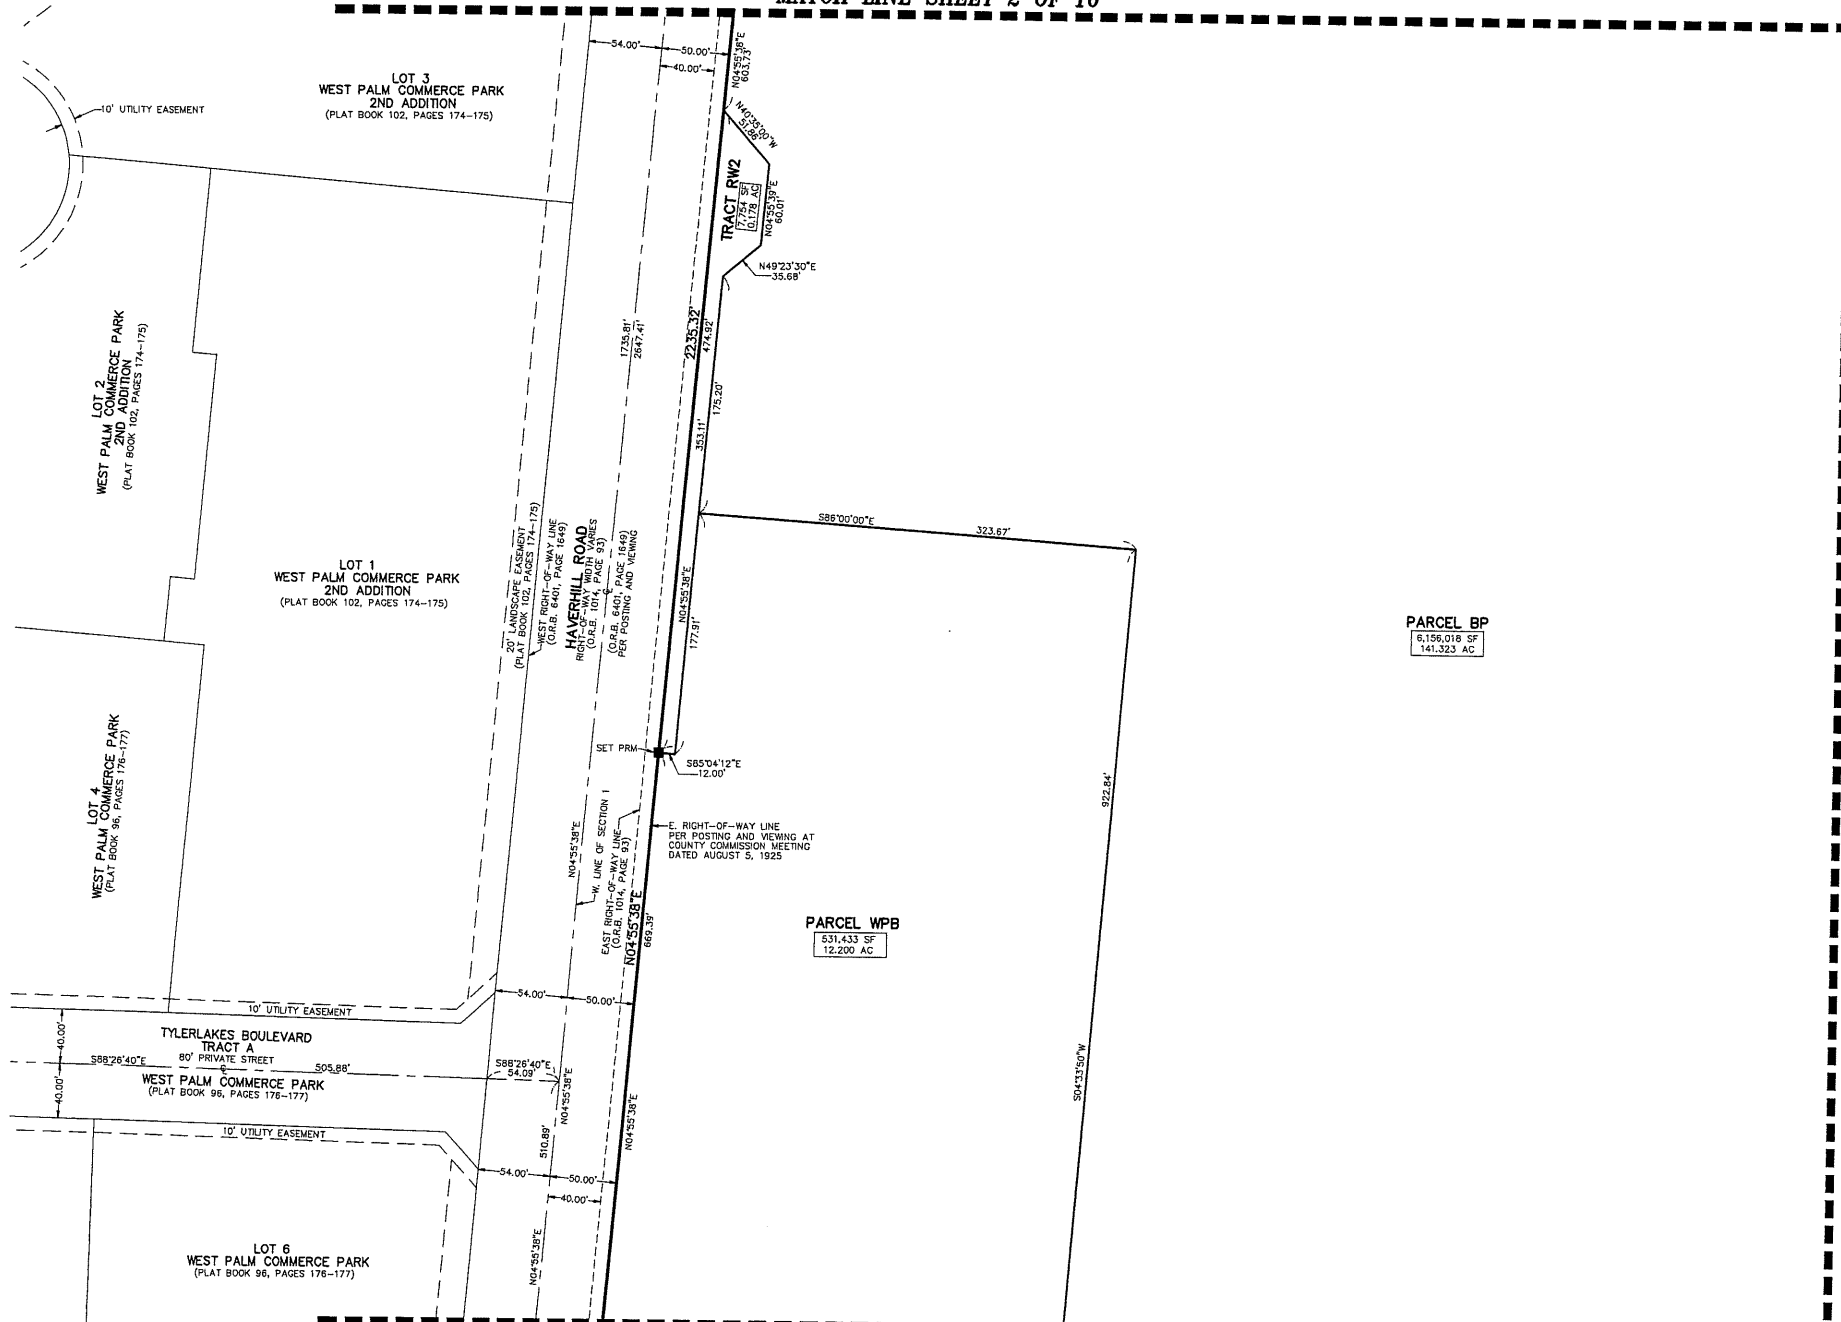 MATCH LINE SHEET 2 OF 10
54.00'
50.00'
40.00'
N04°55'38"E
603.73'
LOT 3
WEST PALM COMMERCE PARK
2ND ADDITION
(PLAT BOOK 102, PAGES 174-175)
10' UTILITY EASEMENT
N40°35'00"W
51.86'
TRACT RW2
7,754 SF
0.178 AC
N04°55'39"E
60.01'
N49°23'30"E
35.68'
1735.81'
2647.41'
2235.32'
474.92'
175.20'
353.11'
LOT 2
WEST PALM COMMERCE PARK
2ND ADDITION
(PLAT BOOK 102, PAGES 174-175)
S86°00'00"E
323.67'
LOT 1
WEST PALM COMMERCE PARK
2ND ADDITION
(PLAT BOOK 102, PAGES 174-175)
20' LANDSCAPE EASEMENT
(PLAT BOOK 102, PAGES 174-175)
WEST RIGHT-OF-WAY LINE
(O.R.B. 6401, PAGE 1649)
HAVERHILL ROAD
RIGHT-OF-WAY WIDTH VARIES
(O.R.B. 1014, PAGE 93)
(O.R.B. 6401, PAGE 1649)
PER POSTING AND VIEWING
N04°55'38"E
177.91'
PARCEL BP
6,156,018 SF
141.323 AC
SET PRM
S85°04'12"E
12.00'
LOT 4
WEST PALM COMMERCE PARK
(PLAT BOOK 96, PAGES 176-177)
922.84'
N04°55'38"E
W. LINE OF SECTION 1
EAST RIGHT-OF-WAY LINE
(O.R.B. 1014, PAGE 93)
N04°55'38"E
669.39'
E. RIGHT-OF-WAY LINE
PER POSTING AND VIEWING AT
COUNTY COMMISSION MEETING
DATED AUGUST 5, 1925
PARCEL WPB
531,433 SF
12.200 AC
54.00'
50.00'
10' UTILITY EASEMENT
40.00'
TYLERLAKES BOULEVARD
TRACT A
80' PRIVATE STREET
S88°26'40"E
505.88'
S88°26'40"E
54.09'
WEST PALM COMMERCE PARK
(PLAT BOOK 96, PAGES 176-177)
40.00'
N04°55'38"E
S04°33'50"W
10' UTILITY EASEMENT
510.89'
N04°55'38"E
54.00'
50.00'
40.00'
N04°55'38"E
LOT 6
WEST PALM COMMERCE PARK
(PLAT BOOK 96, PAGES 176-177)